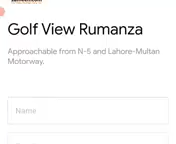 Golf View Rumanza
Approachable from N-5 and Lahore-Multan
Motorway.
Name